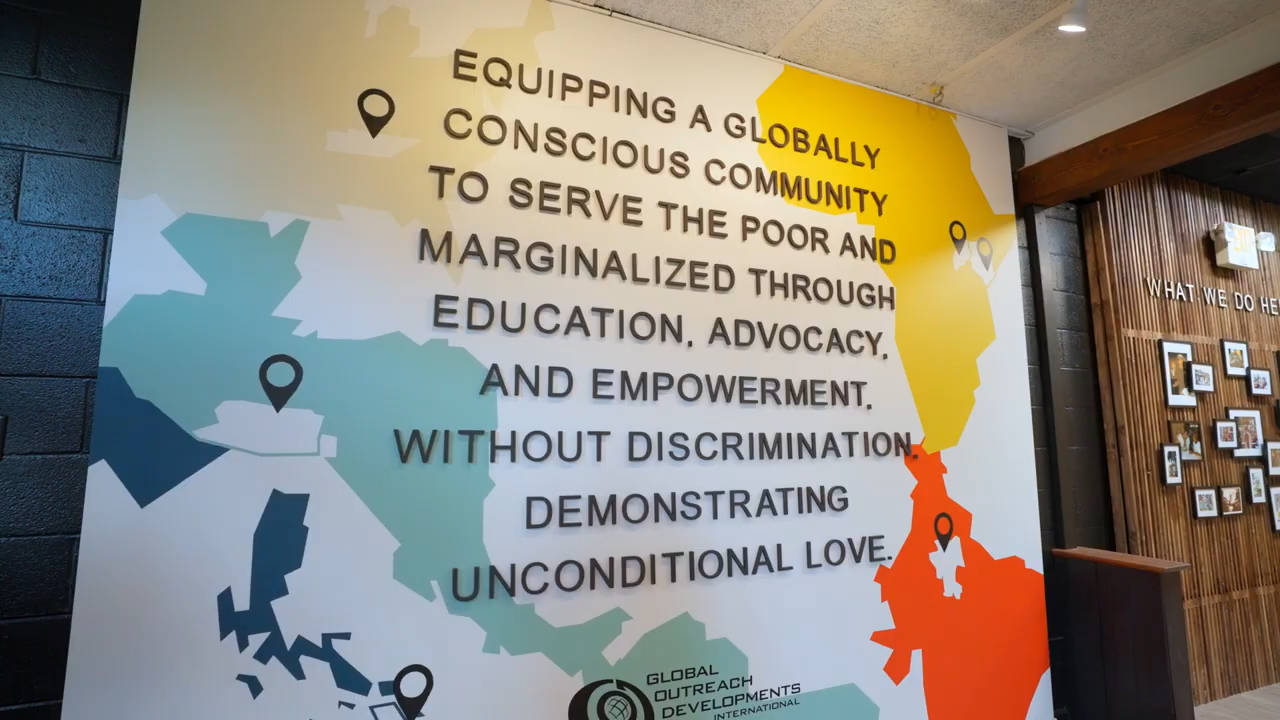 EQUIPPING A GLOBALLY
CONSCIOUS COMMUNITY
TO SERVE THE POOR AND
MARGINALIZED THROUGH
EDUCATION, ADVOCACY,
AND EMPOWERMENT,
WITHOUT DISCRIMINATION,
DEMONSTRATING
UNCONDITIONAL LOVE.
GLOBAL
OUTREACH
DEVELOPMENTS
INTERNATIONAL
WHAT WE DO HE